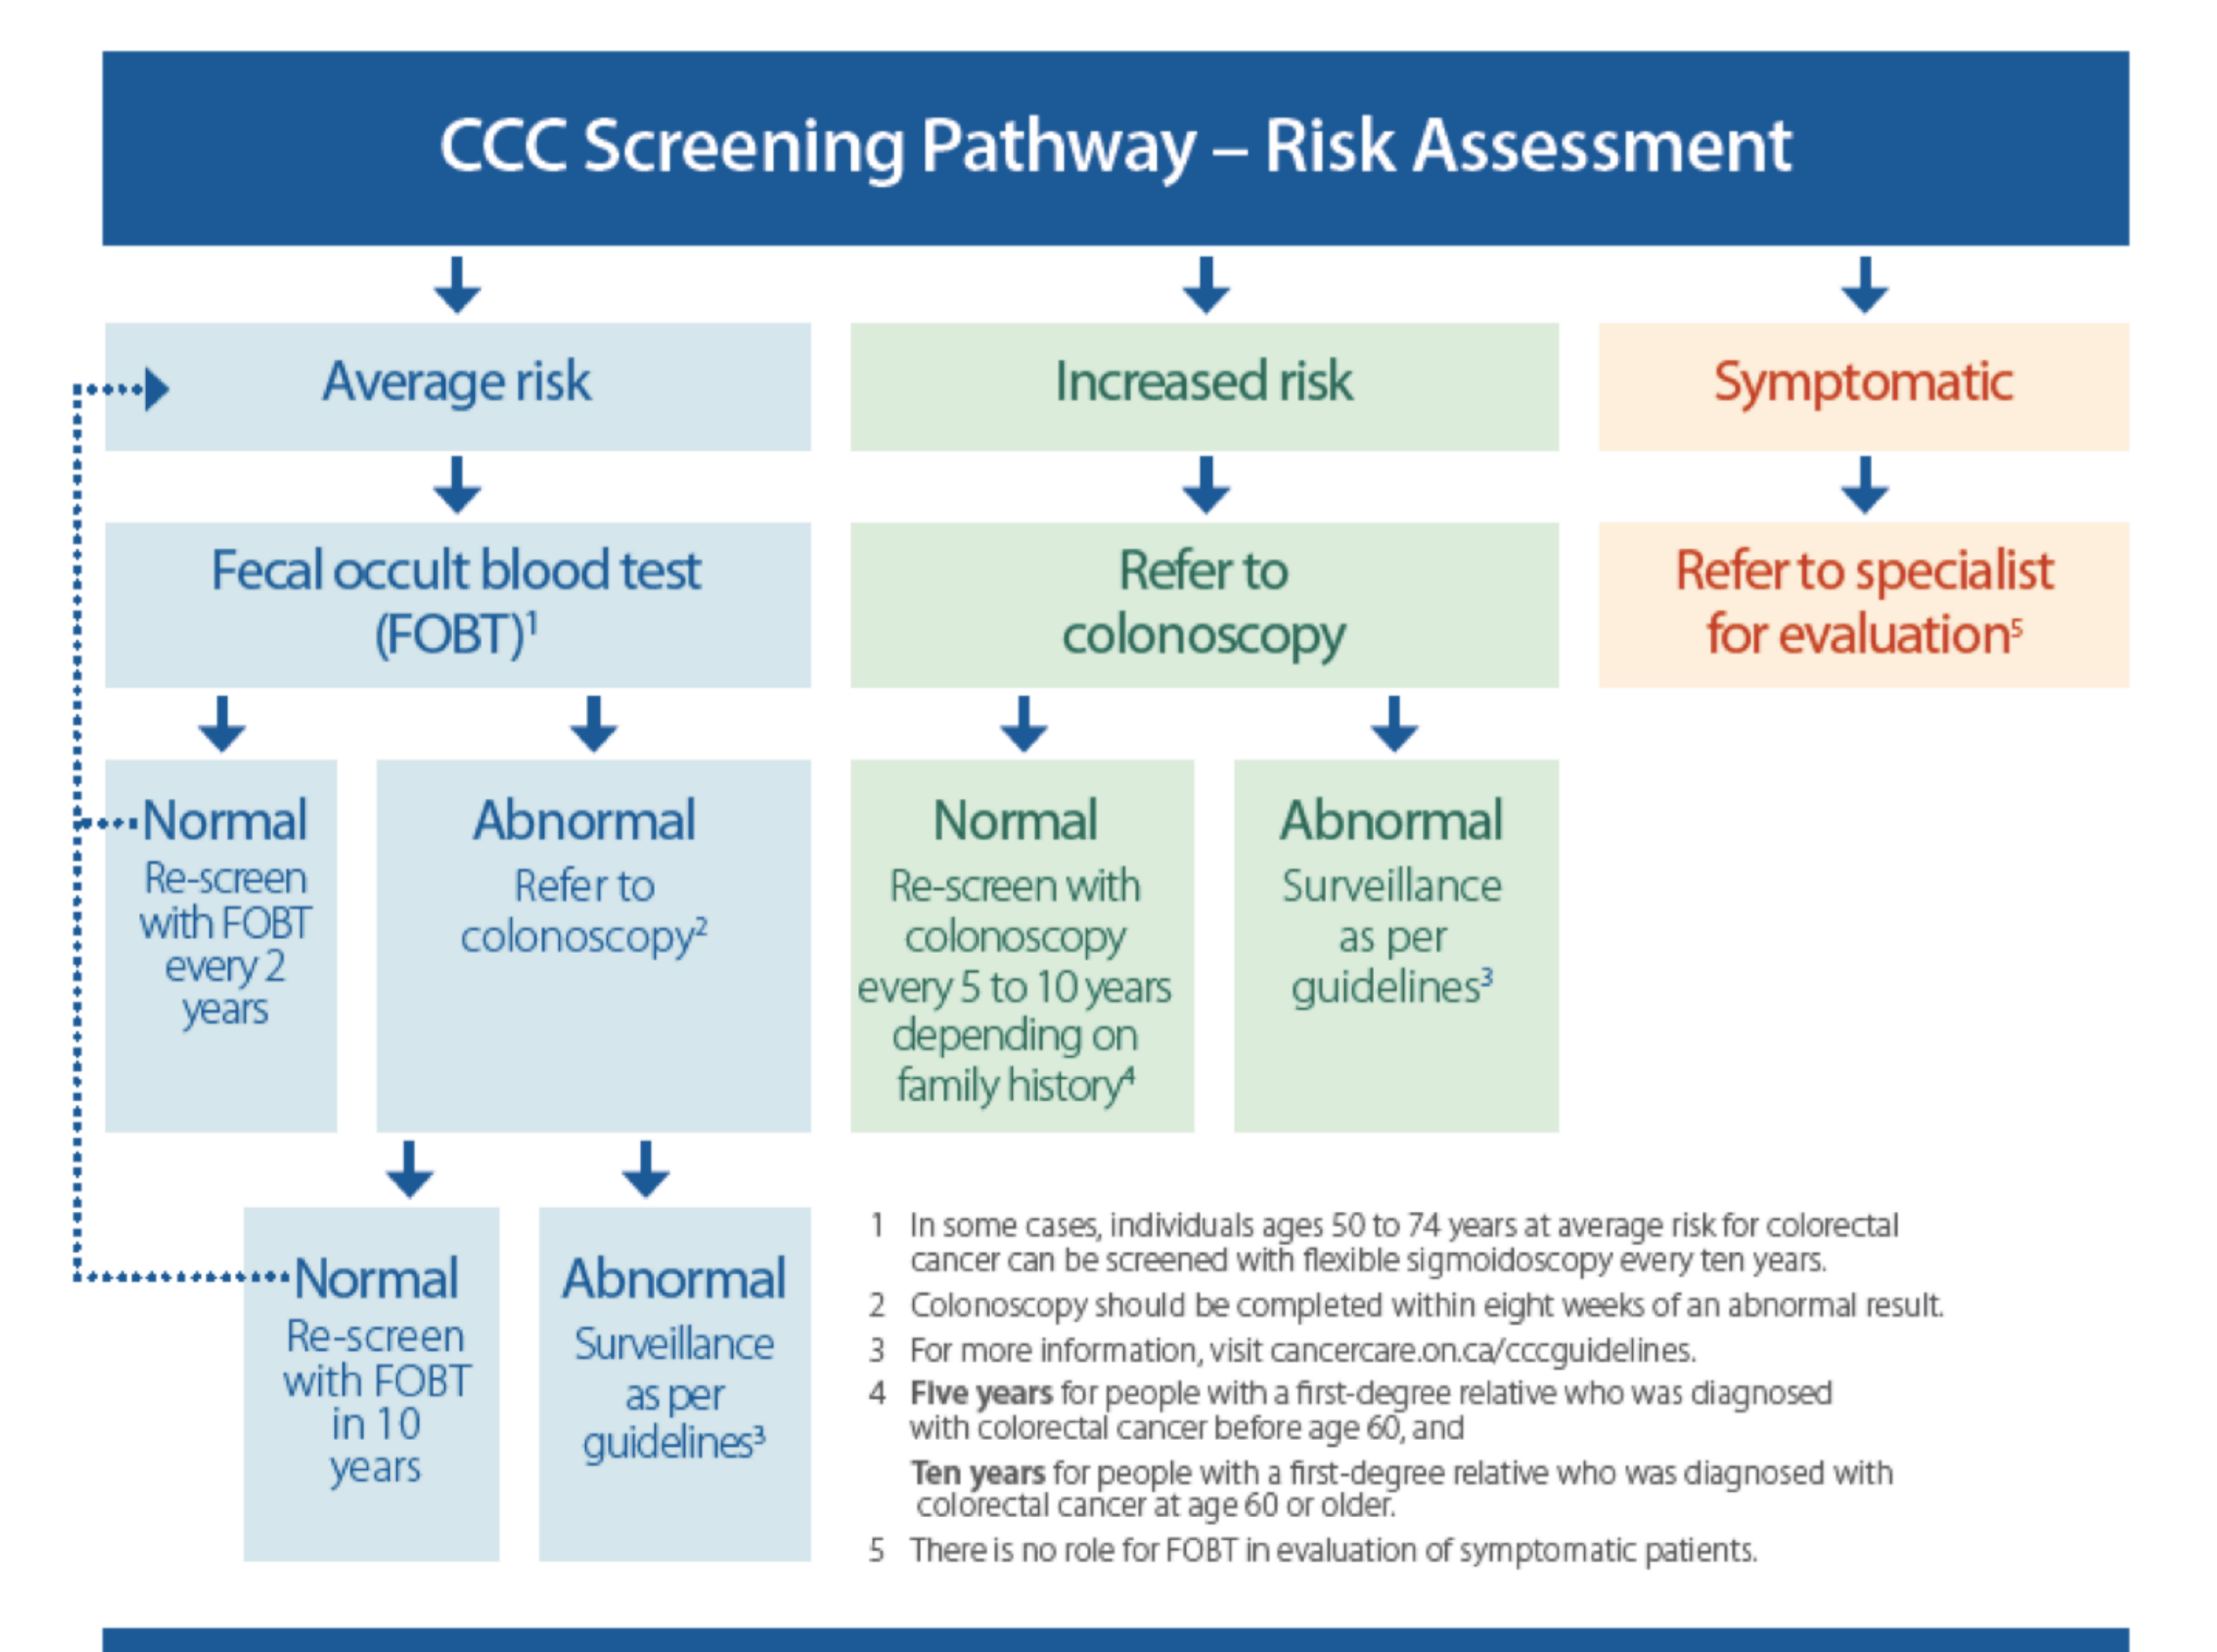 CCC Screening Pathway – Risk Assessment
Average risk
Increased risk
Symptomatic
Fecal occult blood test
(FOBT)¹
Refer to
colonoscopy
Refer to specialist
for evaluation⁵
Normal
Re-screen
with FOBT
every 2
years
Abnormal
Refer to
colonoscopy²
Normal
Re-screen with
colonoscopy
every 5 to 10 years
depending on
family history⁴
Abnormal
Surveillance
as per
guidelines³
Normal
Re-screen
with FOBT
in 10
years
Abnormal
Surveillance
as per
guidelines³
1 In some cases, individuals ages 50 to 74 years at average risk for colorectal
cancer can be screened with flexible sigmoidoscopy every ten years.
2 Colonoscopy should be completed within eight weeks of an abnormal result.
3 For more information, visit cancercare.on.ca/cccguidelines.
4 Five years for people with a first-degree relative who was diagnosed
with colorectal cancer before age 60, and
Ten years for people with a first-degree relative who was diagnosed with
colorectal cancer at age 60 or older.
5 There is no role for FOBT in evaluation of symptomatic patients.